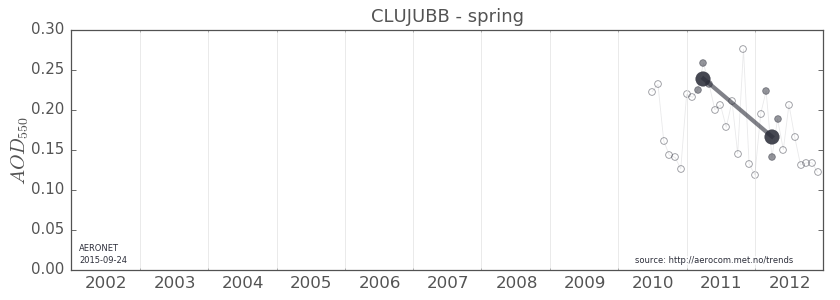 CLUJUBB - spring
0.30
0.25
0.20
0.15
0.10
0.05
0.00
AOD550
AERONET
2015-09-24
source: http://aerocom.met.no/trends
2002 2003 2004 2005 2006 2007 2008 2009 2010 2011 2012